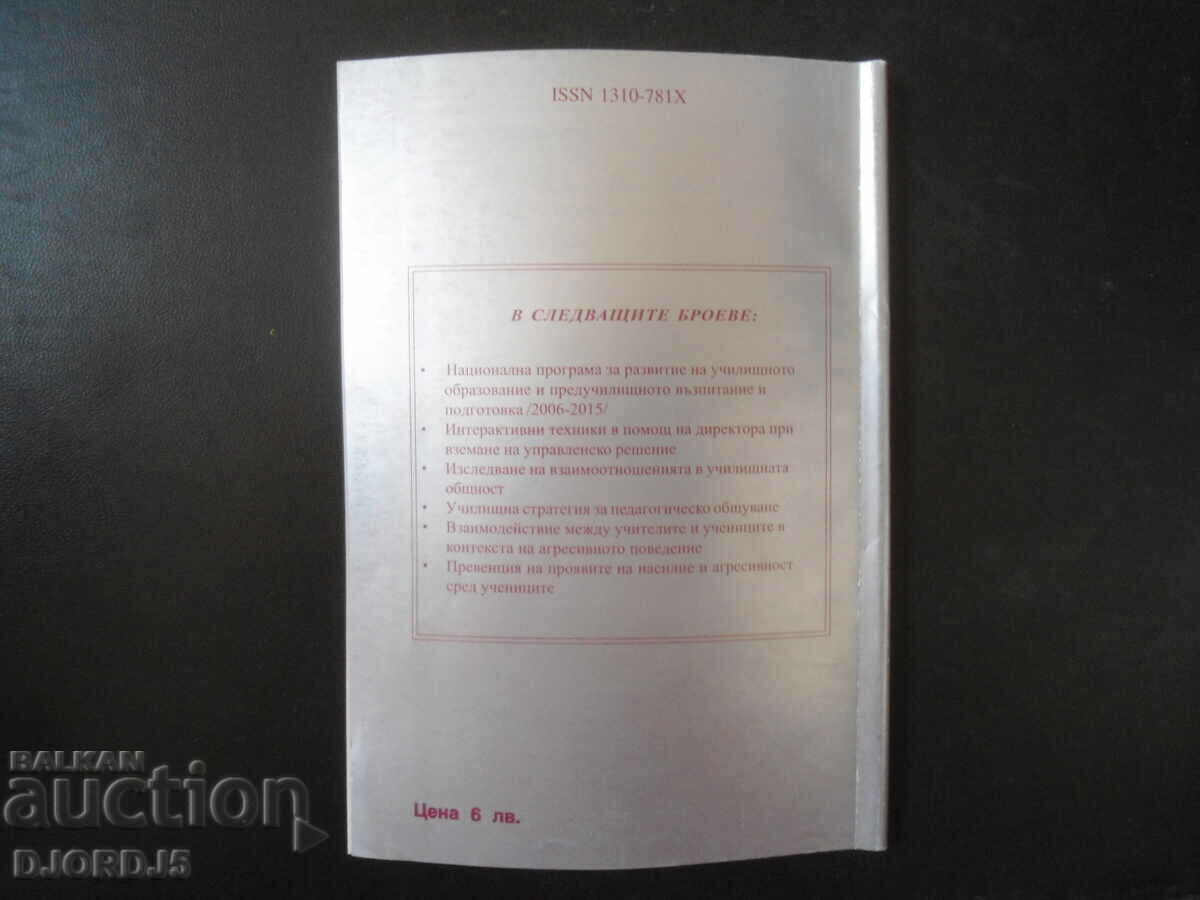 ISSN 1310-781X
В СЛЕДВАЩИТЕ БРОЕВЕ:
• Национална програма за развитие на училищното
образование и предучилищното възпитание и
подготовка /2006-2015/
• Интерактивни техники в помощ на директора при
вземане на управленско решение
• Изследване на взаимоотношенията в училищната
общност
• Училищна стратегия за педагогическо общуване
• Взаимодействие между учителите и учениците в
контекста на агресивното поведение
• Превенция на проявите на насилие и агресивност
сред учениците
Цена 6 лв.
BALKAN
auction
DJORD_J5